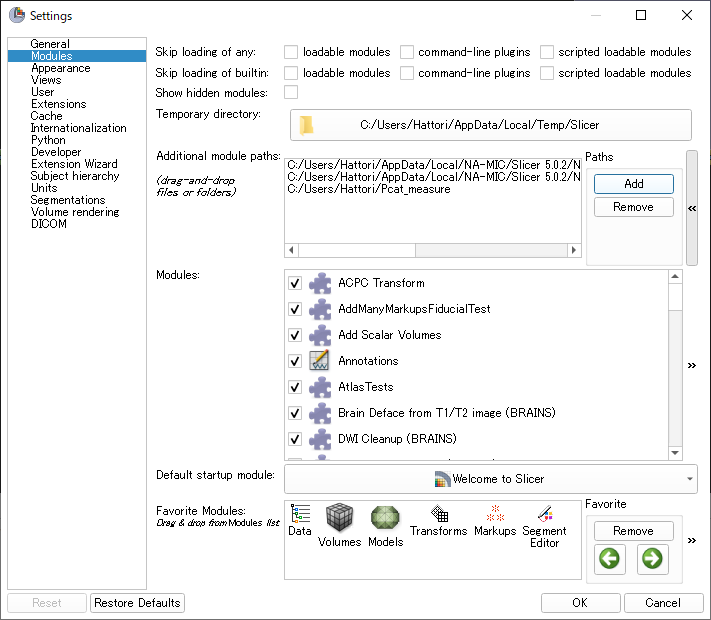 Settings
General
Modules
Appearance
Views
User
Extensions
Cache
Internationalization
Python
Developer
Extension Wizard
Subject hierarchy
Units
Segmentations
Volume rendering
DICOM
Skip loading of any: loadable modules command-line plugins scripted loadable modules
Skip loading of builtin: loadable modules command-line plugins scripted loadable modules
Show hidden modules:
Temporary directory: C:/Users/Hattori/AppData/Local/Temp/Slicer
Additional module paths:
(drag-and-drop
files or folders)
C:/Users/Hattori/AppData/Local/NA-MIC/Slicer 5.0.2/N
C:/Users/Hattori/AppData/Local/NA-MIC/Slicer 5.0.2/N
C:/Users/Hattori/Pcat_measure
Paths
Add
Remove
«
Modules:
ACPC Transform
AddManyMarkupsFiducialTest
Add Scalar Volumes
Annotations
AtlasTests
Brain Deface from T1/T2 image (BRAINS)
DWI Cleanup (BRAINS)
»
Default startup module: Welcome to Slicer
Favorite Modules:
Drag & drop from Modules list
Data
Volumes
Models
Transforms
Markups
Segment
Editor
Favorite
Remove
»
Reset
Restore Defaults
OK
Cancel